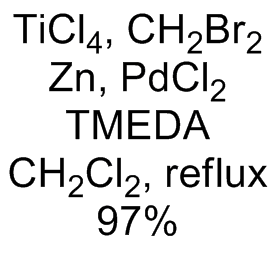 TiCl₄, CH₂Br₂
Zn, PdCl₂
TMEDA
CH₂Cl₂, reflux
97%